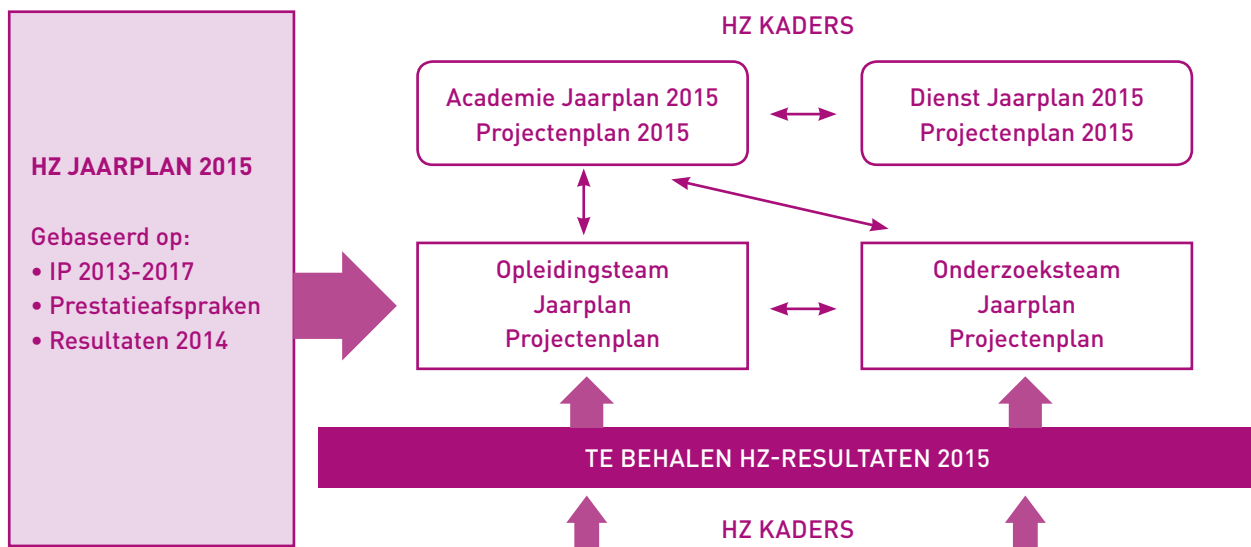 HZ JAARPLAN 2015
Gebaseerd op:
• IP 2013-2017
• Prestatieafspraken
• Resultaten 2014
HZ KADERS
Academie Jaarplan 2015
Projectenplan 2015
Dienst Jaarplan 2015
Projectenplan 2015
Opleidingsteam
Jaarplan
Projectenplan
Onderzoeksteam
Jaarplan
Projectenplan
TE BEHALEN HZ-RESULTATEN 2015
HZ KADERS